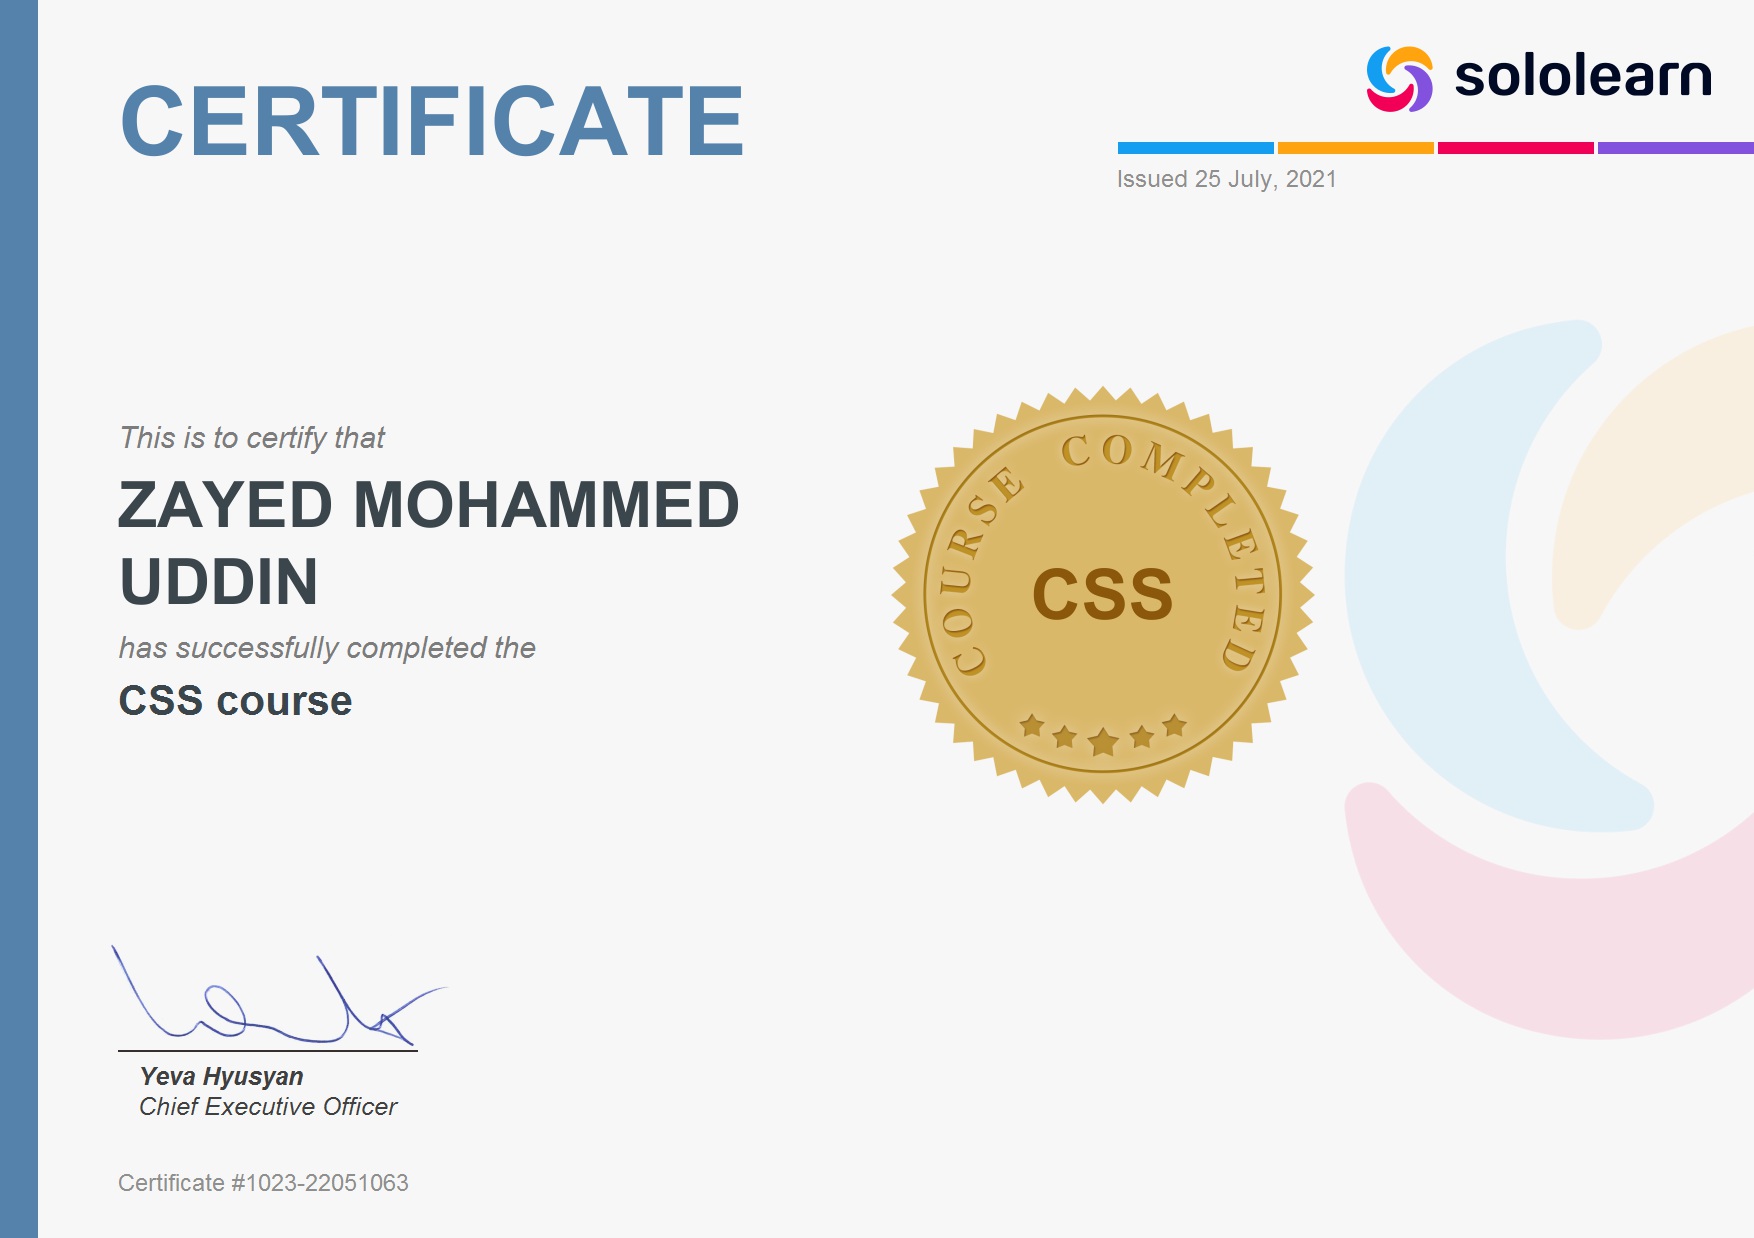 CERTIFICATE
sololearn
Issued 25 July, 2021
This is to certify that
ZAYED MOHAMMED
UDDIN
has successfully completed the
CSS course
COURSE COMPLETED
CSS
Yeva Hyusyan
Chief Executive Officer
Certificate #1023-22051063